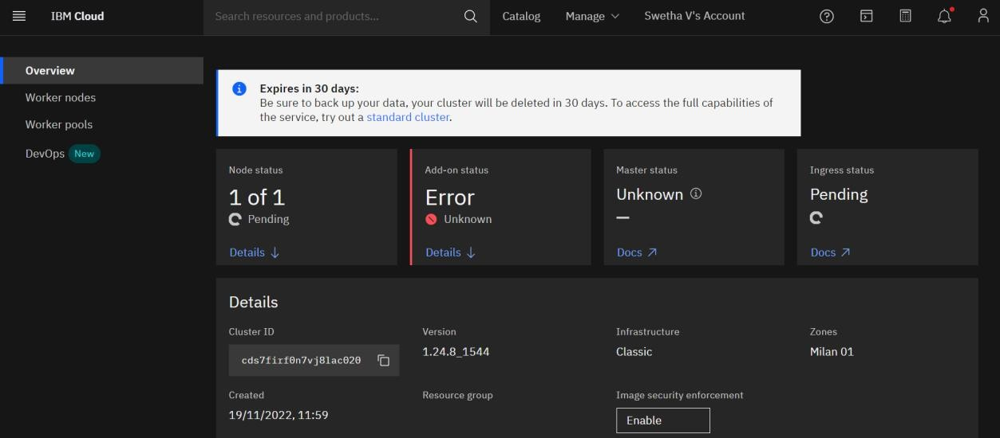 IBM Cloud
Search resources and products...
Catalog
Manage
Swetha V's Account
Overview
Worker nodes
Worker pools
DevOps New
Expires in 30 days:
Be sure to back up your data, your cluster will be deleted in 30 days. To access the full capabilities of
the service, try out a standard cluster.
Node status
1 of 1
Pending
Details
Add-on status
Error
Unknown
Details
Master status
Unknown
Docs
Ingress status
Pending
Docs
Details
Cluster ID
cds7firf0n7vj8lac020
Version
1.24.8_1544
Infrastructure
Classic
Zones
Milan 01
Created
19/11/2022, 11:59
Resource group
Image security enforcement
Enable